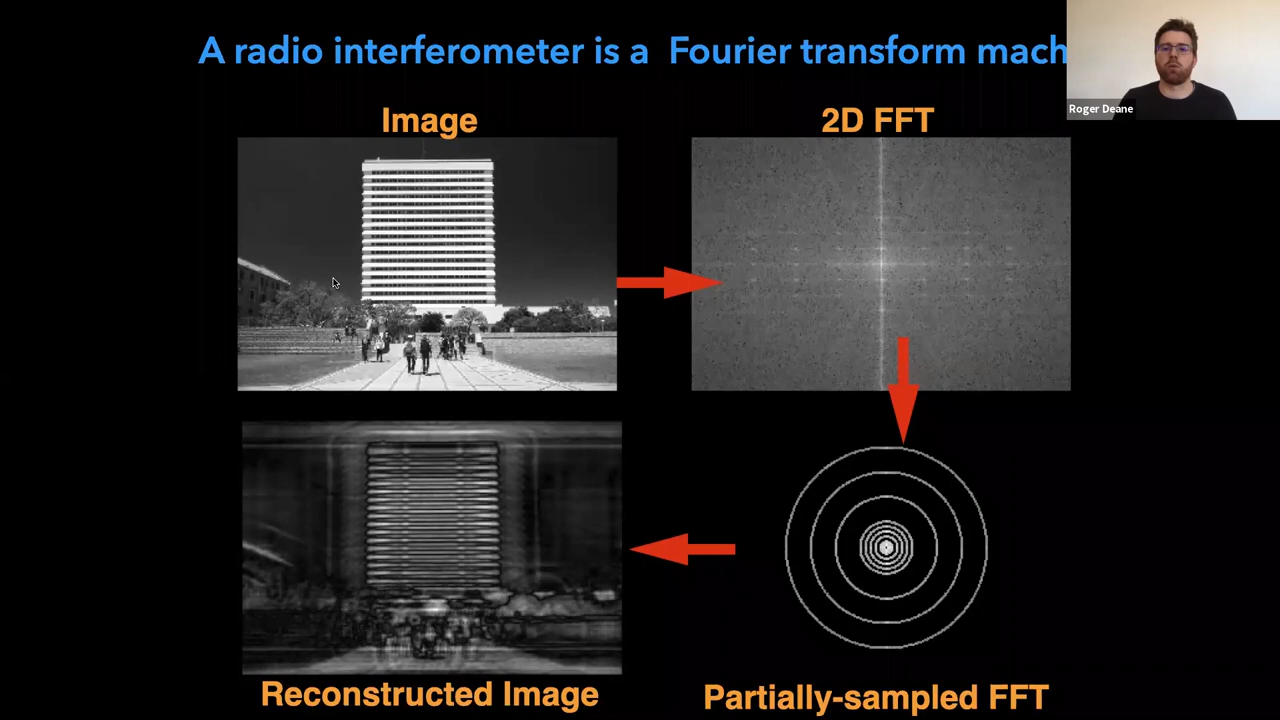 A radio interferometer is a Fourier transform mach
Roger Deane
Image
2D FFT
Reconstructed Image
Partially-sampled FFT